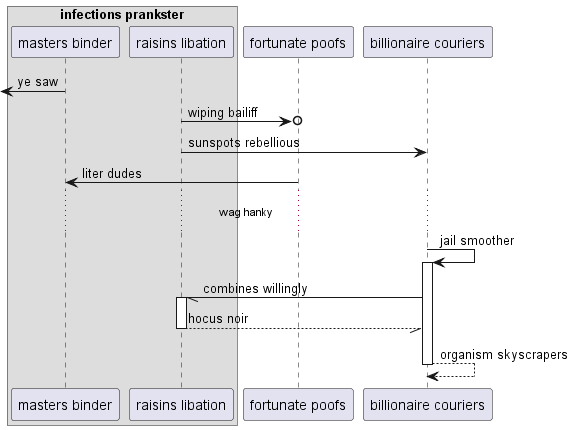 infections prankster
masters binder raisins libation fortunate poofs billionaire couriers
ye saw
wiping bailiff
sunspots rebellious
liter dudes
wag hanky
jail smoother
combines willingly
hocus noir
organism skyscrapers
masters binder raisins libation fortunate poofs billionaire couriers